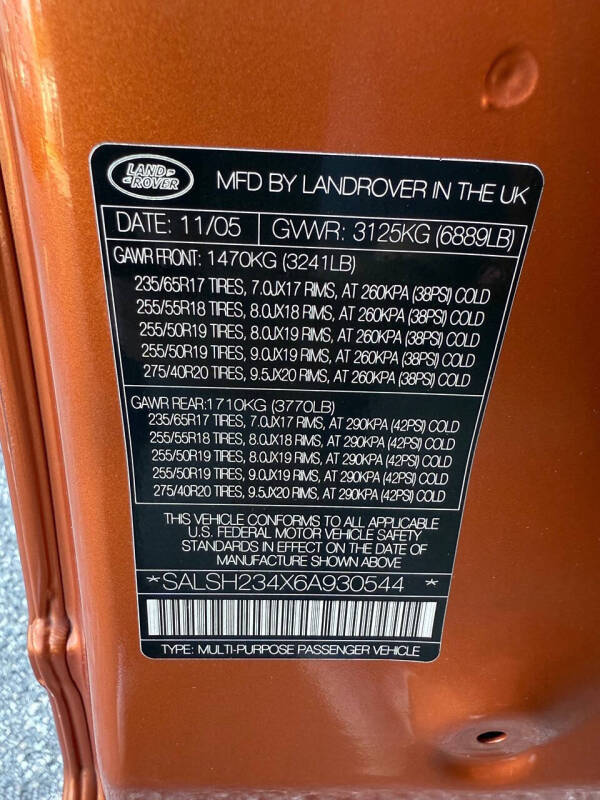 LAND
ROVER
MFD BY LANDROVER IN THE UK
DATE: 11/05 GWWR: 3125KG (6889LB)
GAWR FRONT: 1470KG (3241LB)
235/65R17 TIRES, 7.0JX17 RIMS, AT 260KPA (38PSI) COLD
255/55R18 TIRES, 8.0JX18 RIMS, AT 260KPA (38PSI) COLD
255/50R19 TIRES, 8.0JX19 RIMS, AT 260KPA (38PSI) COLD
255/50R19 TIRES, 9.0JX19 RIMS, AT 260KPA (38PSI) COLD
275/40R20 TIRES, 9.5JX20 RIMS, AT 260KPA (38PSI) COLD
GAWR REAR:1710KG (3770LB)
235/65R17 TIRES, 7.0JX17 RIMS, AT 290KPA (42PSI) COLD
255/55R18 TIRES, 8.0JX18 RIMS, AT 290KPA (42PSI) COLD
255/50R19 TIRES, 8.0JX19 RIMS, AT 290KPA (42PSI) COLD
255/50R19 TIRES, 9.0JX19 RIMS, AT 290KPA (42PSI) COLD
275/40R20 TIRES, 9.5JX20 RIMS, AT 290KPA (42PSI) COLD
THIS VEHICLE CONFORMS TO ALL APPLICABLE
U.S. FEDERAL MOTOR VEHICLE SAFETY
STANDARDS IN EFFECT ON THE DATE OF
MANUFACTURE SHOWN ABOVE
*SALSH234X6A930544 *
TYPE: MULTI-PURPOSE PASSENGER VEHICLE